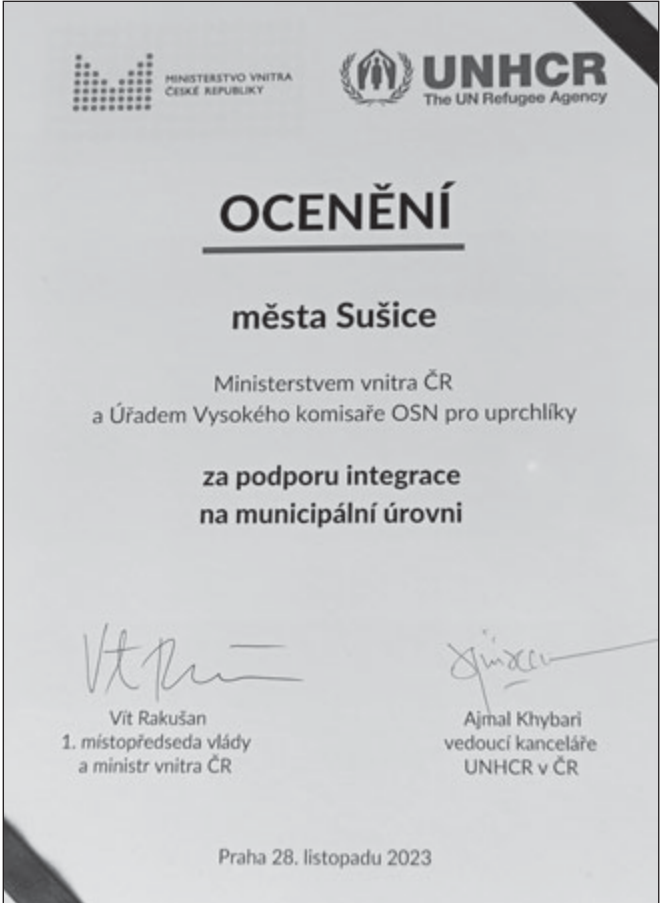 MINISTERSTVO VNITRA
ČESKÉ REPUBLIKY
UNHCR
The UN Refugee Agency
OCENĚNÍ
města Sušice
Ministerstvem vnitra ČR
a Úřadem Vysokého komisaře OSN pro uprchlíky
za podporu integrace
na municipální úrovni
Vít Rakušan
1. místopředseda vlády
a ministr vnitra ČR
Ajmal Khybari
vedoucí kanceláře
UNHCR v ČR
Praha 28. listopadu 2023